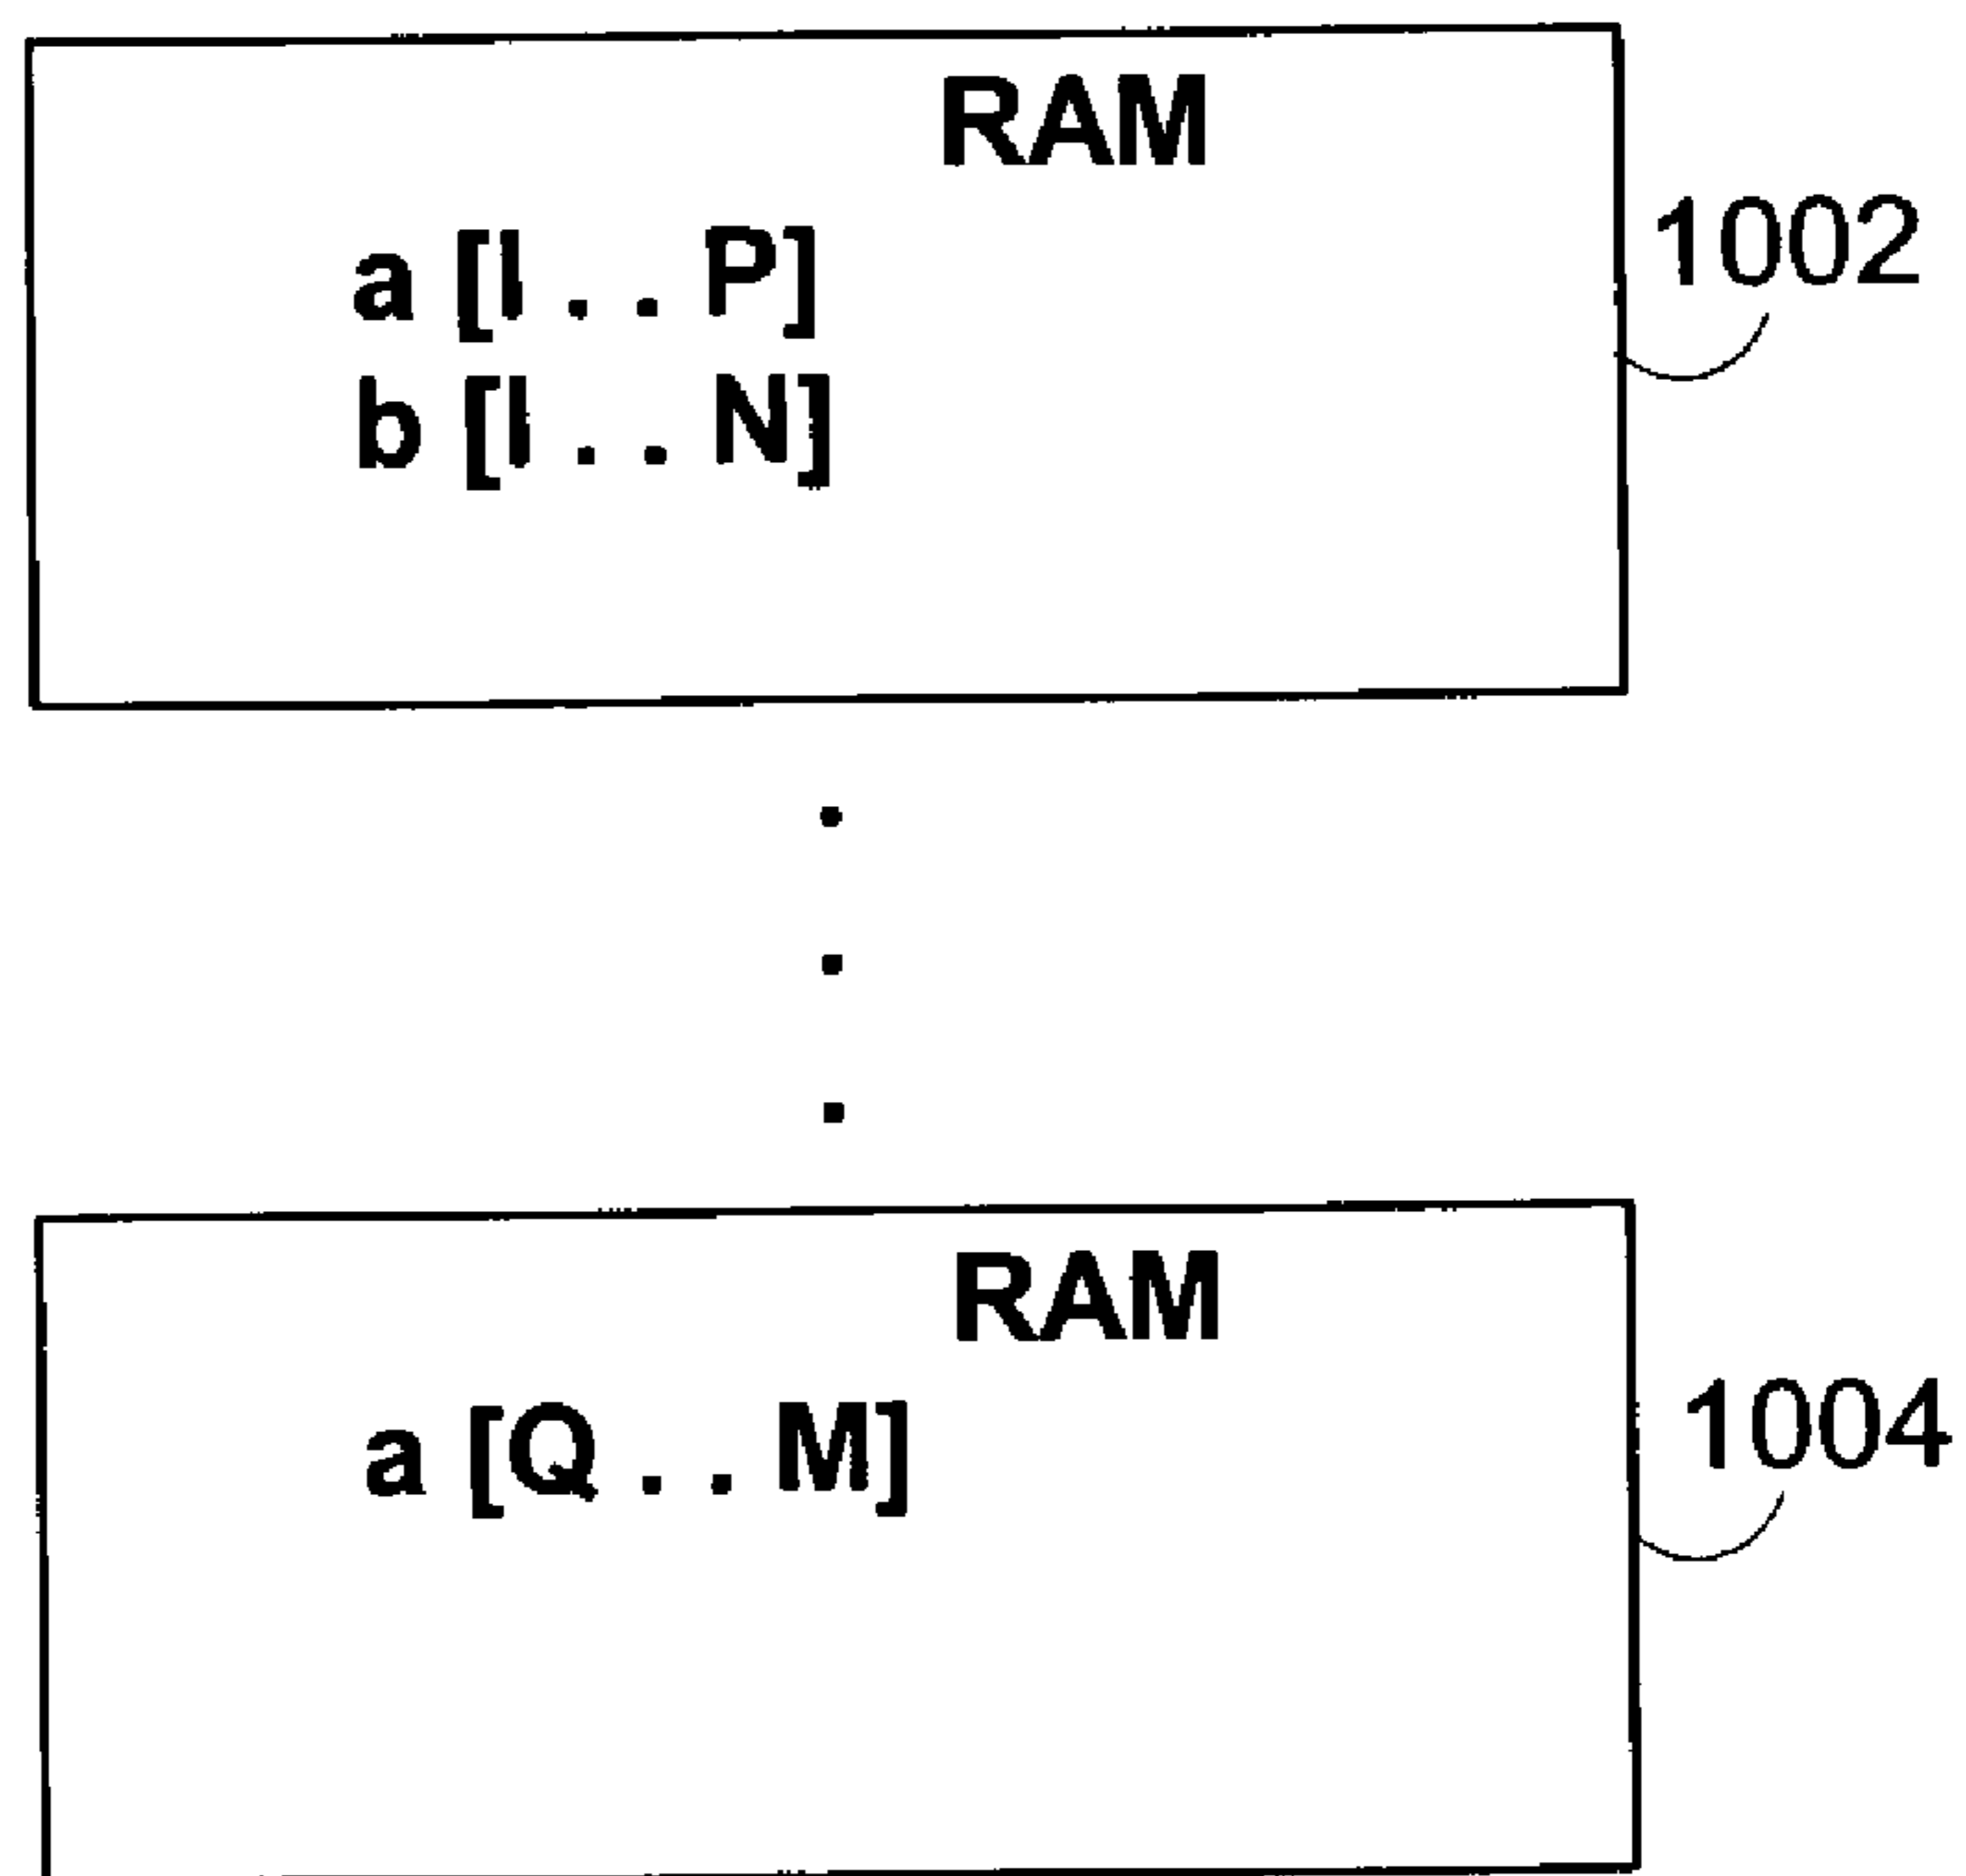 RAM
a [I . . P]
1002
b [I . . N]
RAM
a [Q . . M]
1004